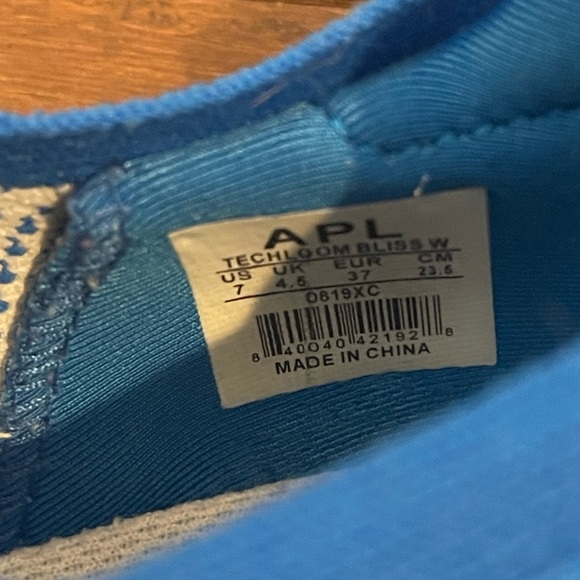 APL
TECHLOOM BLISS W
US UK EUR CM
7 4.5 37 23.5
0819XC
8 40040 42192 8
MADE IN CHINA